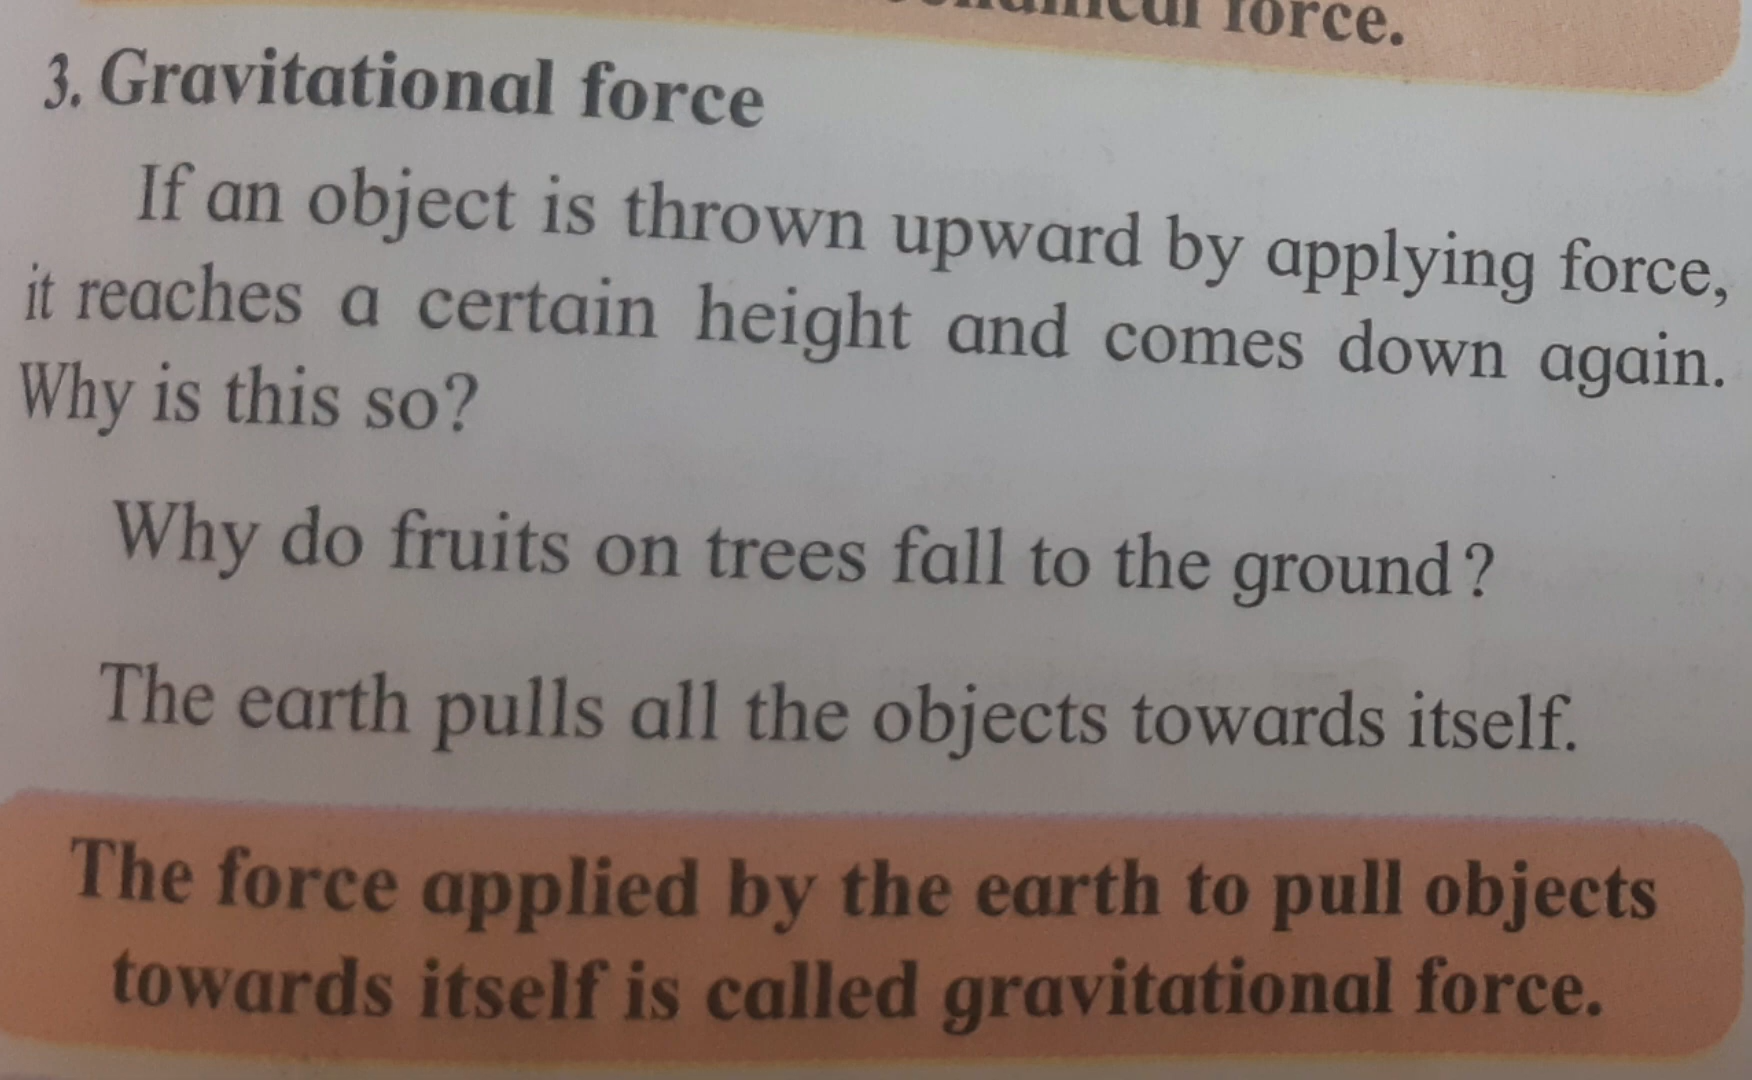 force.
3. Gravitational force
If an object is thrown upward by applying force,
it reaches a certain height and comes down again.
Why is this so?
Why do fruits on trees fall to the ground?
The earth pulls all the objects towards itself.
The force applied by the earth to pull objects
towards itself is called gravitational force.